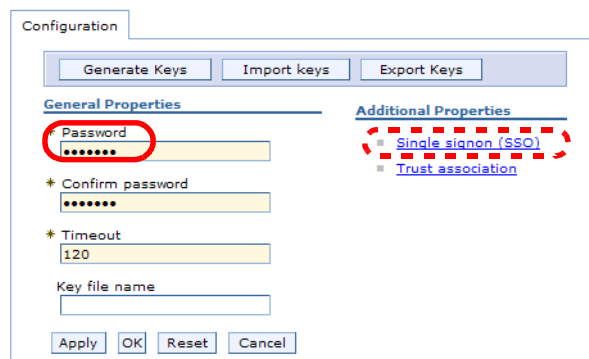 Configuration
Generate Keys Import keys Export Keys
General Properties
Additional Properties
* Password
•••••••
Single signon (SSO)
Trust association
* Confirm password
•••••••
* Timeout
120
Key file name
Apply OK Reset Cancel